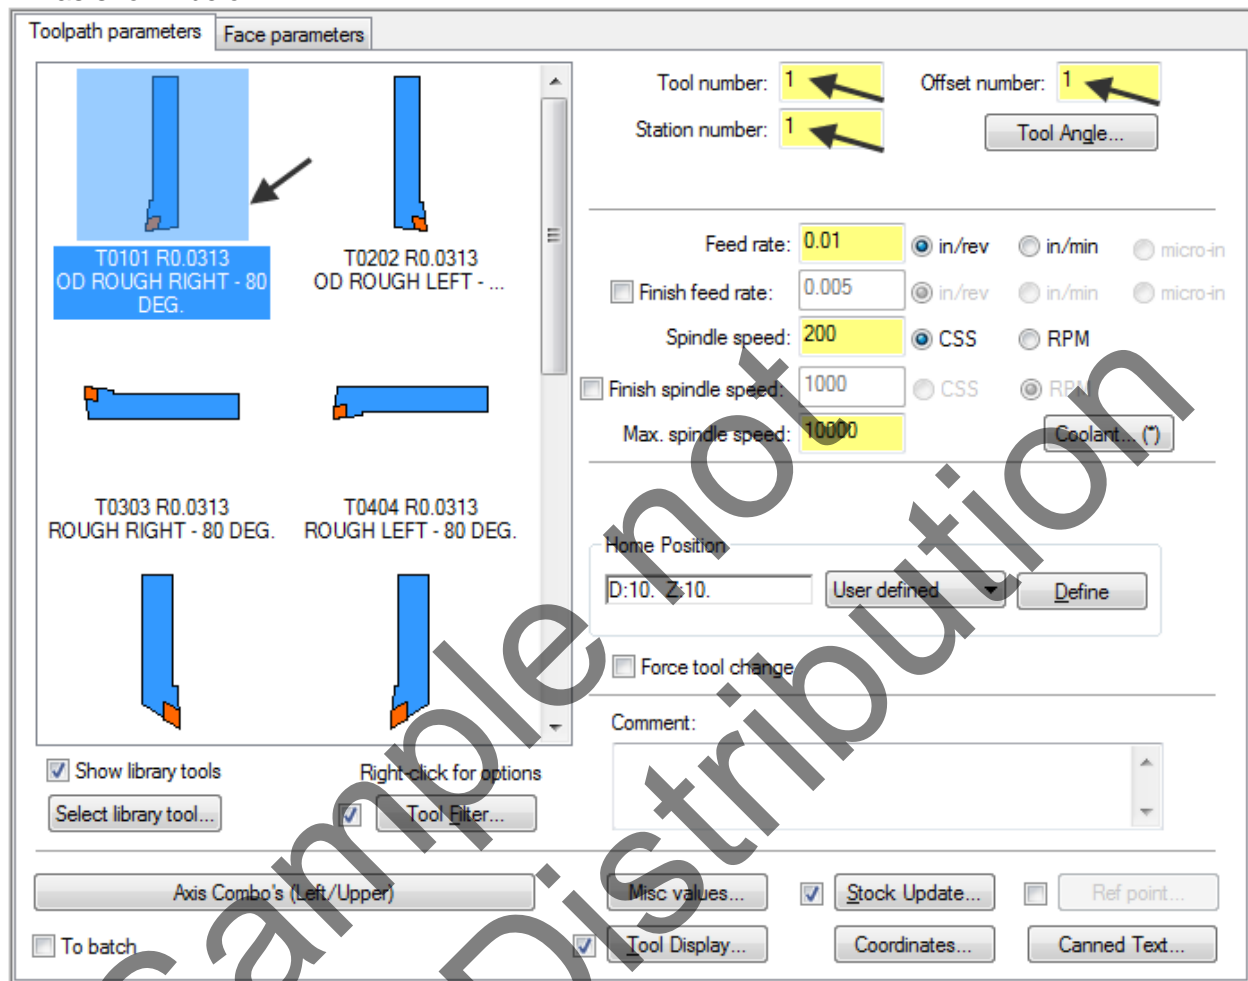 Toolpath parameters
Face parameters
T0101 R0.0313
OD ROUGH RIGHT - 80
DEG.
T0202 R0.0313
OD ROUGH LEFT - ...
T0303 R0.0313
ROUGH RIGHT - 80 DEG.
T0404 R0.0313
ROUGH LEFT - 80 DEG.
Show library tools
Right-click for options
Select library tool...
Tool Filter...
Axis Combo's (Left/Upper)
To batch
Tool number: 1
Offset number: 1
Station number: 1
Tool Angle...
Feed rate: 0.01 in/rev in/min micro-in
Finish feed rate: 0.005 in/rev in/min micro-in
Spindle speed: 200 CSS RPM
Finish spindle speed: 1000 CSS RPM
Max. spindle speed: 10000
Coolant... (*)
Home Position
D:10. Z:10.
User defined
Define
Force tool change
Comment:
Misc values...
Stock Update...
Ref point...
Tool Display...
Coordinates...
Canned Text...
Sample not
Distribution